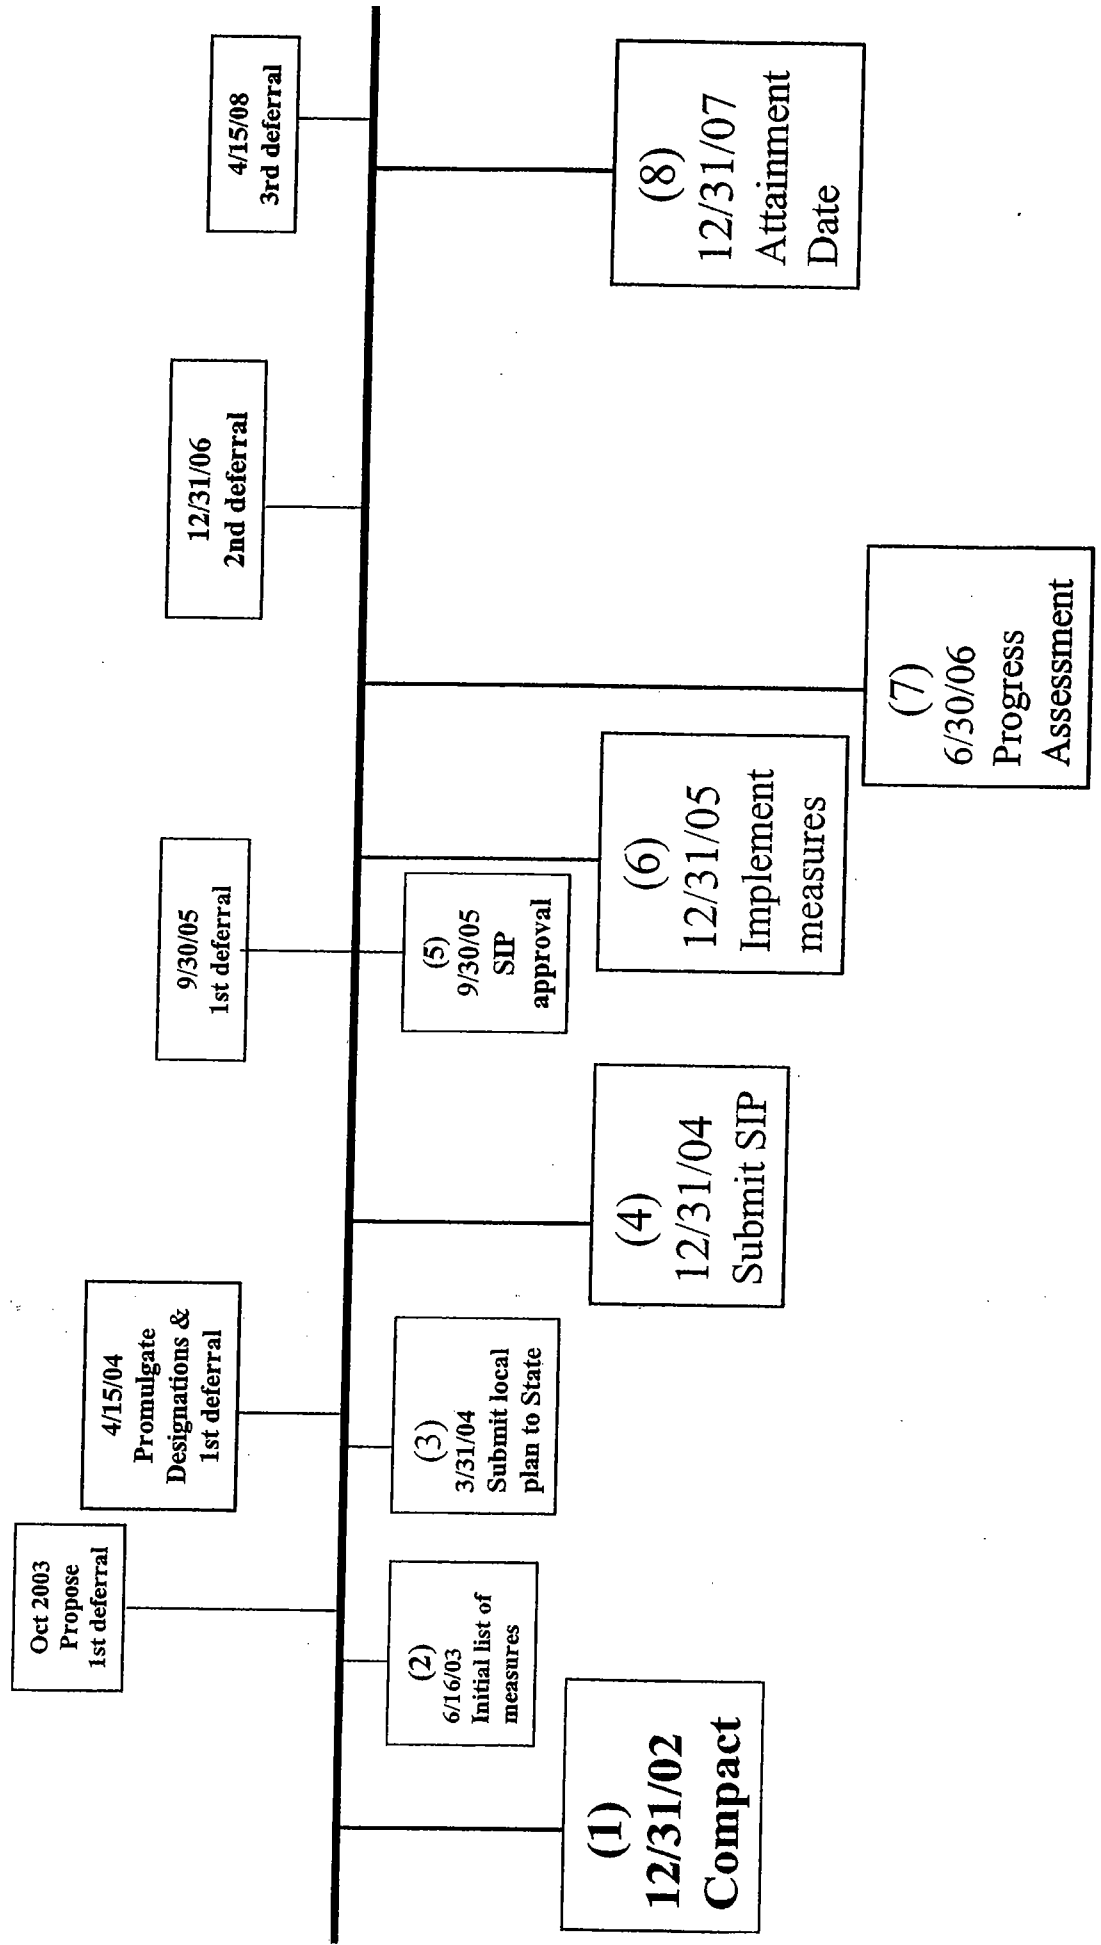 Oct 2003
Propose
1st deferral
4/15/04
Promulgate
Designations &
1st deferral
9/30/05
1st deferral
12/31/06
2nd deferral
4/15/08
3rd deferral
(1)
12/31/02
Compact
(2)
6/16/03
Initial list of
measures
(3)
3/31/04
Submit local
plan to State
(4)
12/31/04
Submit SIP
(5)
9/30/05
SIP
approval
(6)
12/31/05
Implement
measures
(7)
6/30/06
Progress
Assessment
(8)
12/31/07
Attainment
Date